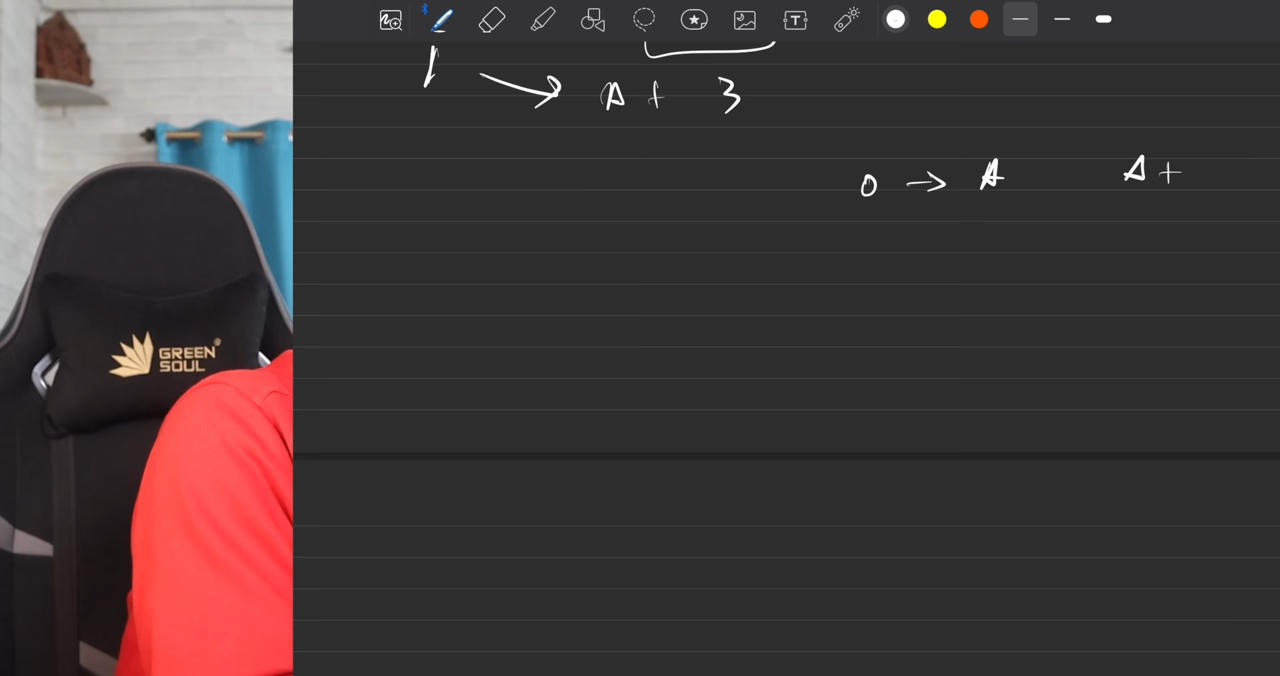 1 → A + 3
0 → A A +
GREEN SOUL®
T